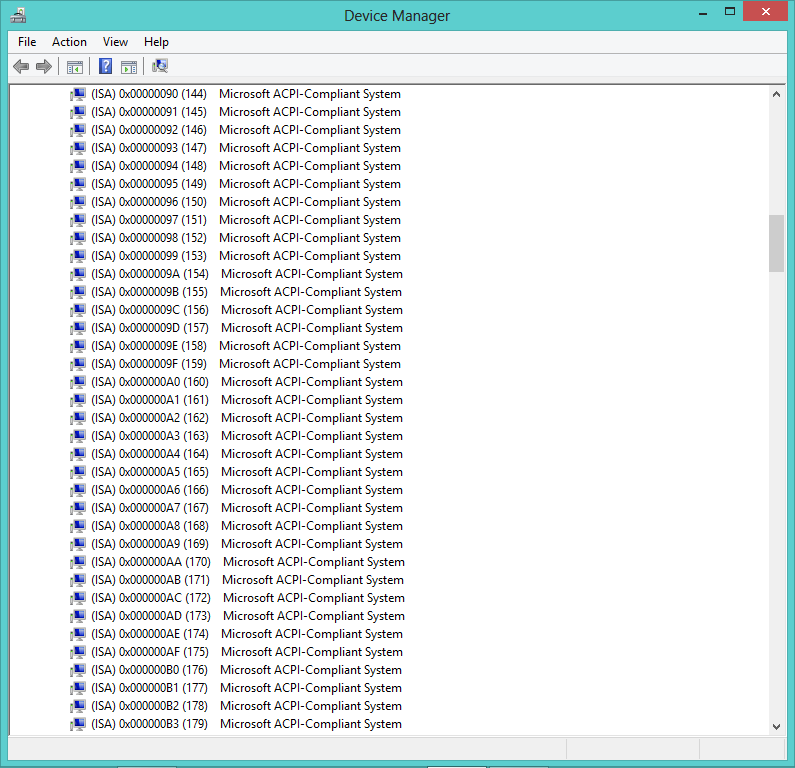 Device Manager
File Action View Help
(ISA) 0x00000090 (144) Microsoft ACPI-Compliant System
(ISA) 0x00000091 (145) Microsoft ACPI-Compliant System
(ISA) 0x00000092 (146) Microsoft ACPI-Compliant System
(ISA) 0x00000093 (147) Microsoft ACPI-Compliant System
(ISA) 0x00000094 (148) Microsoft ACPI-Compliant System
(ISA) 0x00000095 (149) Microsoft ACPI-Compliant System
(ISA) 0x00000096 (150) Microsoft ACPI-Compliant System
(ISA) 0x00000097 (151) Microsoft ACPI-Compliant System
(ISA) 0x00000098 (152) Microsoft ACPI-Compliant System
(ISA) 0x00000099 (153) Microsoft ACPI-Compliant System
(ISA) 0x0000009A (154) Microsoft ACPI-Compliant System
(ISA) 0x0000009B (155) Microsoft ACPI-Compliant System
(ISA) 0x0000009C (156) Microsoft ACPI-Compliant System
(ISA) 0x0000009D (157) Microsoft ACPI-Compliant System
(ISA) 0x0000009E (158) Microsoft ACPI-Compliant System
(ISA) 0x0000009F (159) Microsoft ACPI-Compliant System
(ISA) 0x000000A0 (160) Microsoft ACPI-Compliant System
(ISA) 0x000000A1 (161) Microsoft ACPI-Compliant System
(ISA) 0x000000A2 (162) Microsoft ACPI-Compliant System
(ISA) 0x000000A3 (163) Microsoft ACPI-Compliant System
(ISA) 0x000000A4 (164) Microsoft ACPI-Compliant System
(ISA) 0x000000A5 (165) Microsoft ACPI-Compliant System
(ISA) 0x000000A6 (166) Microsoft ACPI-Compliant System
(ISA) 0x000000A7 (167) Microsoft ACPI-Compliant System
(ISA) 0x000000A8 (168) Microsoft ACPI-Compliant System
(ISA) 0x000000A9 (169) Microsoft ACPI-Compliant System
(ISA) 0x000000AA (170) Microsoft ACPI-Compliant System
(ISA) 0x000000AB (171) Microsoft ACPI-Compliant System
(ISA) 0x000000AC (172) Microsoft ACPI-Compliant System
(ISA) 0x000000AD (173) Microsoft ACPI-Compliant System
(ISA) 0x000000AE (174) Microsoft ACPI-Compliant System
(ISA) 0x000000AF (175) Microsoft ACPI-Compliant System
(ISA) 0x000000B0 (176) Microsoft ACPI-Compliant System
(ISA) 0x000000B1 (177) Microsoft ACPI-Compliant System
(ISA) 0x000000B2 (178) Microsoft ACPI-Compliant System
(ISA) 0x000000B3 (179) Microsoft ACPI-Compliant System